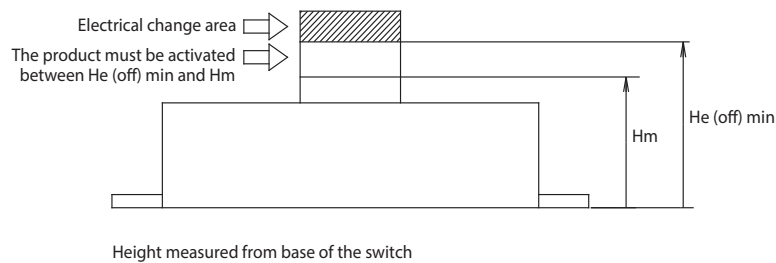 Electrical change area
The product must be activated
between He (off) min and Hm
He (off) min
Hm
Height measured from base of the switch